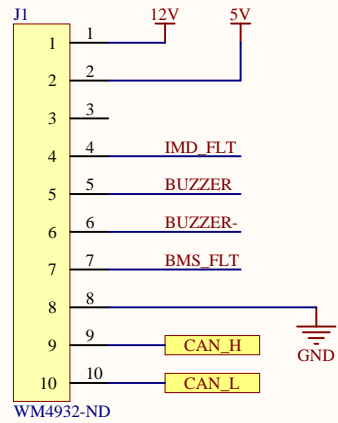 J1
12V 5V
1 1
2 2
3 3
4 4 IMD_FLT
5 5 BUZZER
6 6 BUZZER-
7 7 BMS_FLT
8 8
9 9 CAN_H
GND
10 10 CAN_L
WM4932-ND